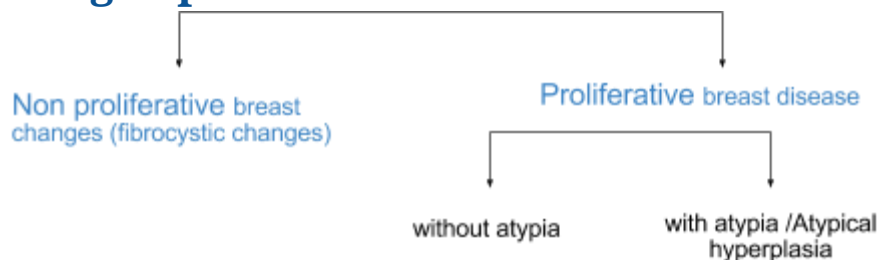 Non proliferative breast
changes (fibrocystic changes)
Proliferative breast disease
without atypia
with atypia /Atypical
hyperplasia